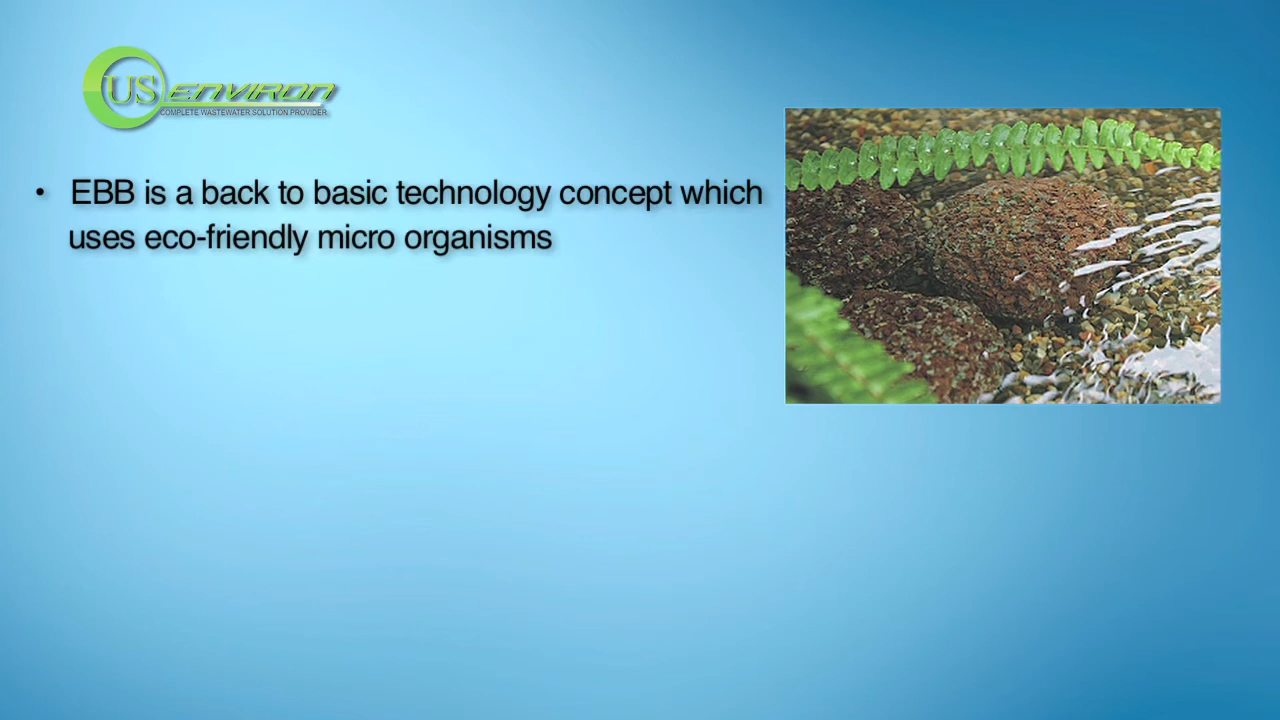 US ENVIRON
COMPLETE WASTEWATER SOLUTION PROVIDER
• EBB is a back to basic technology concept which
uses eco-friendly micro organisms